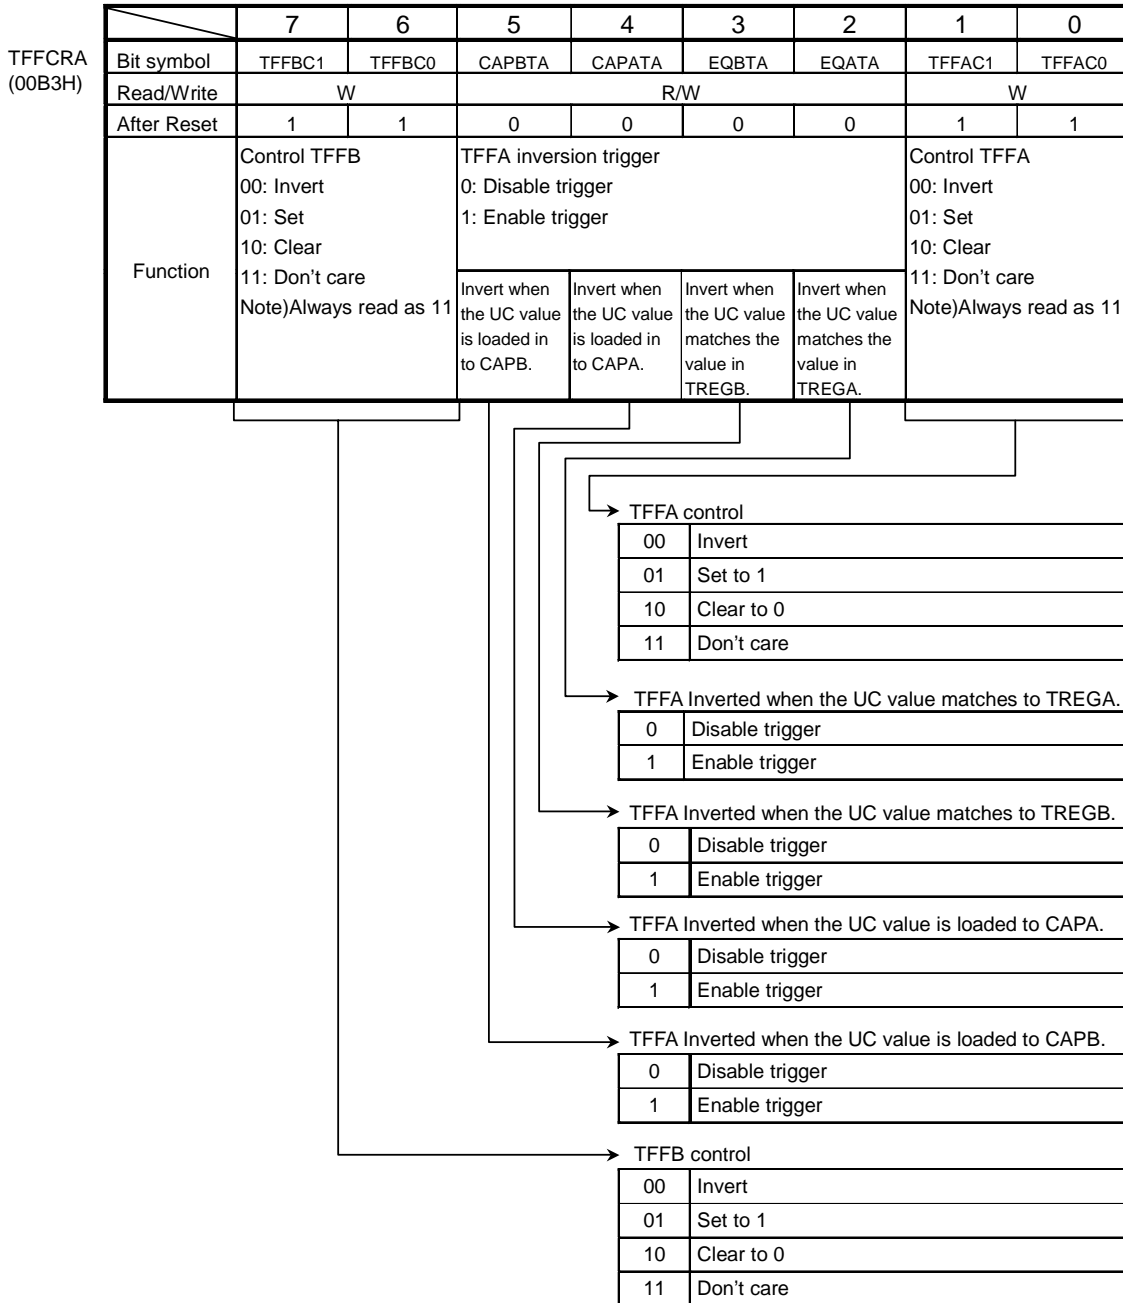 7 6 5 4 3 2 1 0
TFFCRA
(00B3H)
Bit symbol TFFBC1 TFFBC0 CAPBTA CAPATA EQBTA EQATA TFFAC1 TFFAC0
Read/Write W R/W W
After Reset 1 1 0 0 0 0 1 1
Function
Control TFFB
00: Invert
01: Set
10: Clear
11: Don't care
Note)Always read as 11
TFFA inversion trigger
0: Disable trigger
1: Enable trigger
Invert when
the UC value
is loaded in
to CAPB.
Invert when
the UC value
is loaded in
to CAPA.
Invert when
the UC value
matches the
value in
TREGB.
Invert when
the UC value
matches the
value in
TREGA.
Control TFFA
00: Invert
01: Set
10: Clear
11: Don't care
Note)Always read as 11
TFFA control
00 Invert
01 Set to 1
10 Clear to 0
11 Don't care
TFFA Inverted when the UC value matches to TREGA.
0 Disable trigger
1 Enable trigger
TFFA Inverted when the UC value matches to TREGB.
0 Disable trigger
1 Enable trigger
TFFA Inverted when the UC value is loaded to CAPA.
0 Disable trigger
1 Enable trigger
TFFA Inverted when the UC value is loaded to CAPB.
0 Disable trigger
1 Enable trigger
TFFB control
00 Invert
01 Set to 1
10 Clear to 0
11 Don't care